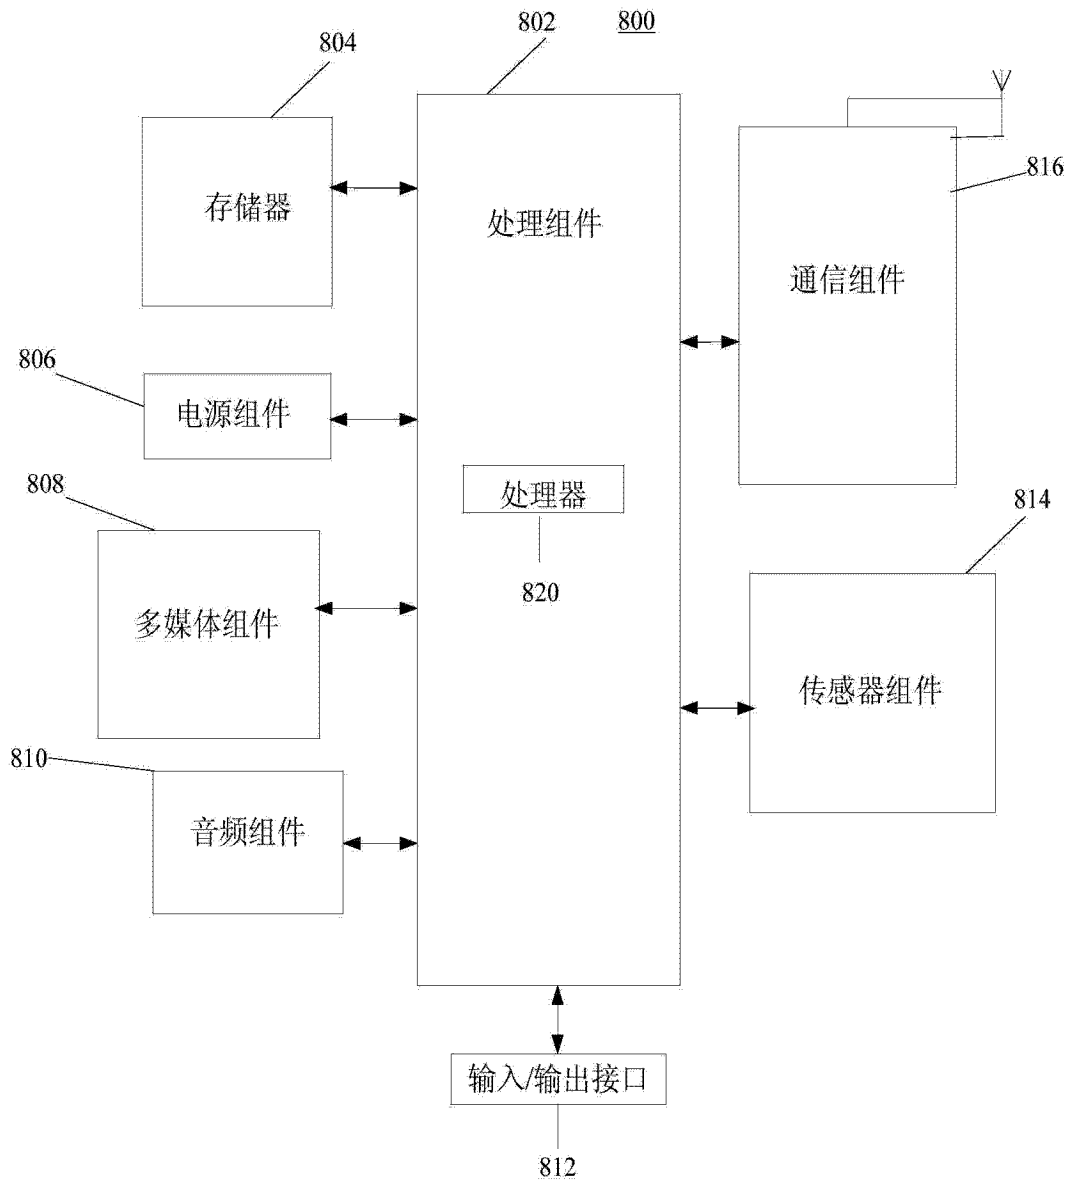 802
800
804
存储器
处理组件
816
通信组件
806
电源组件
808
处理器
814
820
多媒体组件
传感器组件
810
音频组件
输入/输出接口
812